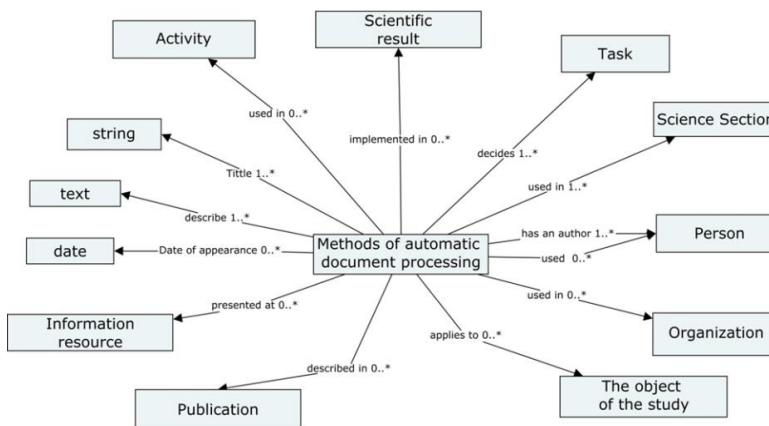 Scientific
result
Activity
Task
used in 0..*
string
implemented in 0..*
Science Section
decides 1..*
Tittle 1..*
used in 1..*
text
describe 1..*
has an author 1..*
Person
date
Date of appearance 0..*
Methods of automatic
document processing
used 0..*
presented at 0..*
used in 0..*
Information
resource
applies to 0..*
Organization
described in 0..*
Publication
The object
of the study